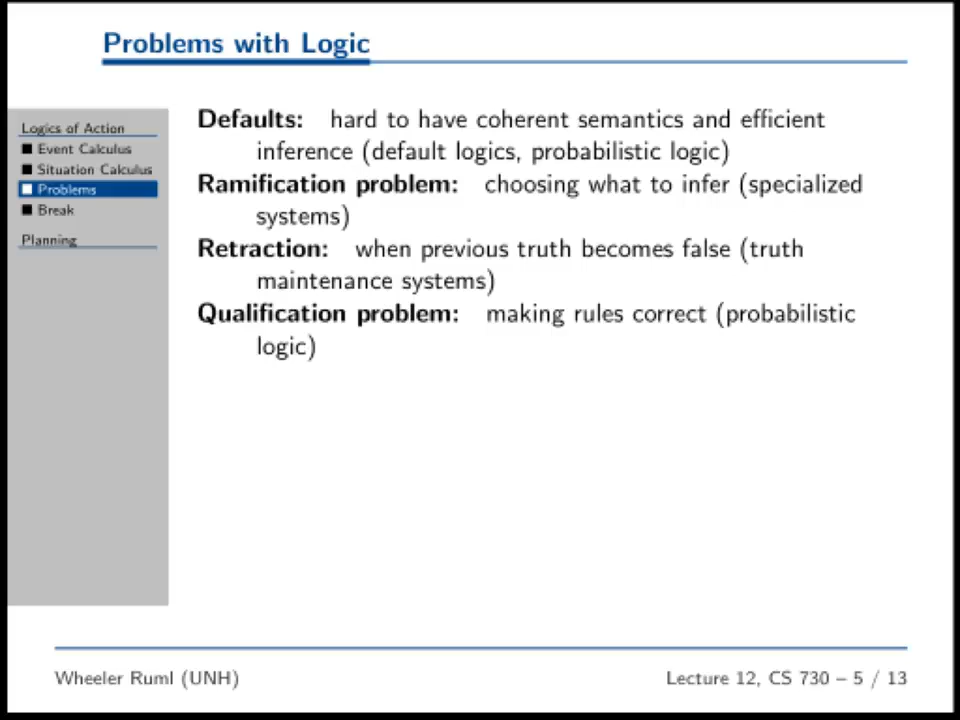 Problems with Logic
Logics of Action
Event Calculus
Situation Calculus
Problems
Break
Planning
Defaults: hard to have coherent semantics and efficient
inference (default logics, probabilistic logic)
Ramification problem: choosing what to infer (specialized
systems)
Retraction: when previous truth becomes false (truth
maintenance systems)
Qualification problem: making rules correct (probabilistic
logic)
Wheeler Ruml (UNH)
Lecture 12, CS 730 – 5 / 13